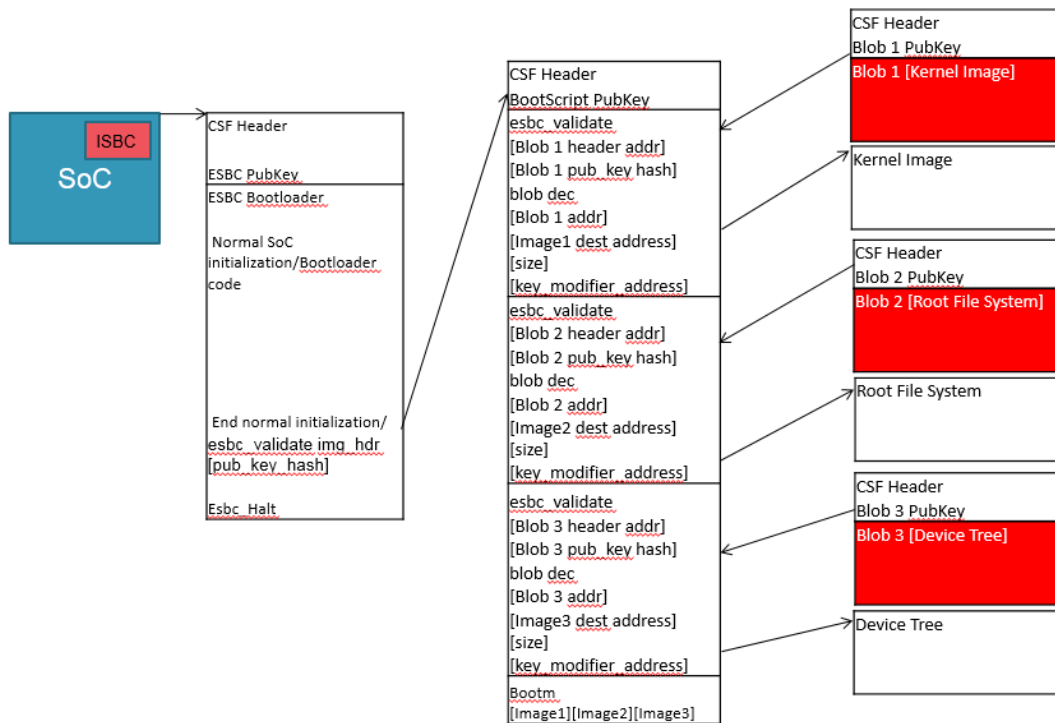 ISBC
SoC
CSF Header
ESBC PubKey
ESBC Bootloader
Normal SoC
initialization/Bootloader
code
End normal initialization/
esbc_validate img_hdr
[pub_key_hash]
Esbc_Halt
CSF Header
BootScript PubKey
esbc_validate
[Blob 1 header addr]
[Blob 1 pub_key hash]
blob dec
[Blob 1 addr]
[Image1 dest address]
[size]
[key_modifier_address]
esbc_validate
[Blob 2 header addr]
[Blob 2 pub_key hash]
blob dec
[Blob 2 addr]
[Image2 dest address]
[size]
[key_modifier_address]
esbc_validate
[Blob 3 header addr]
[Blob 3 pub_key hash]
blob dec
[Blob 3 addr]
[Image3 dest address]
[size]
[key_modifier_address]
Bootm
[Image1][Image2][Image3]
CSF Header
Blob 1 PubKey
Blob 1 [Kernel Image]
Kernel Image
CSF Header
Blob 2 PubKey
Blob 2 [Root File System]
Root File System
CSF Header
Blob 3 PubKey
Blob 3 [Device Tree]
Device Tree